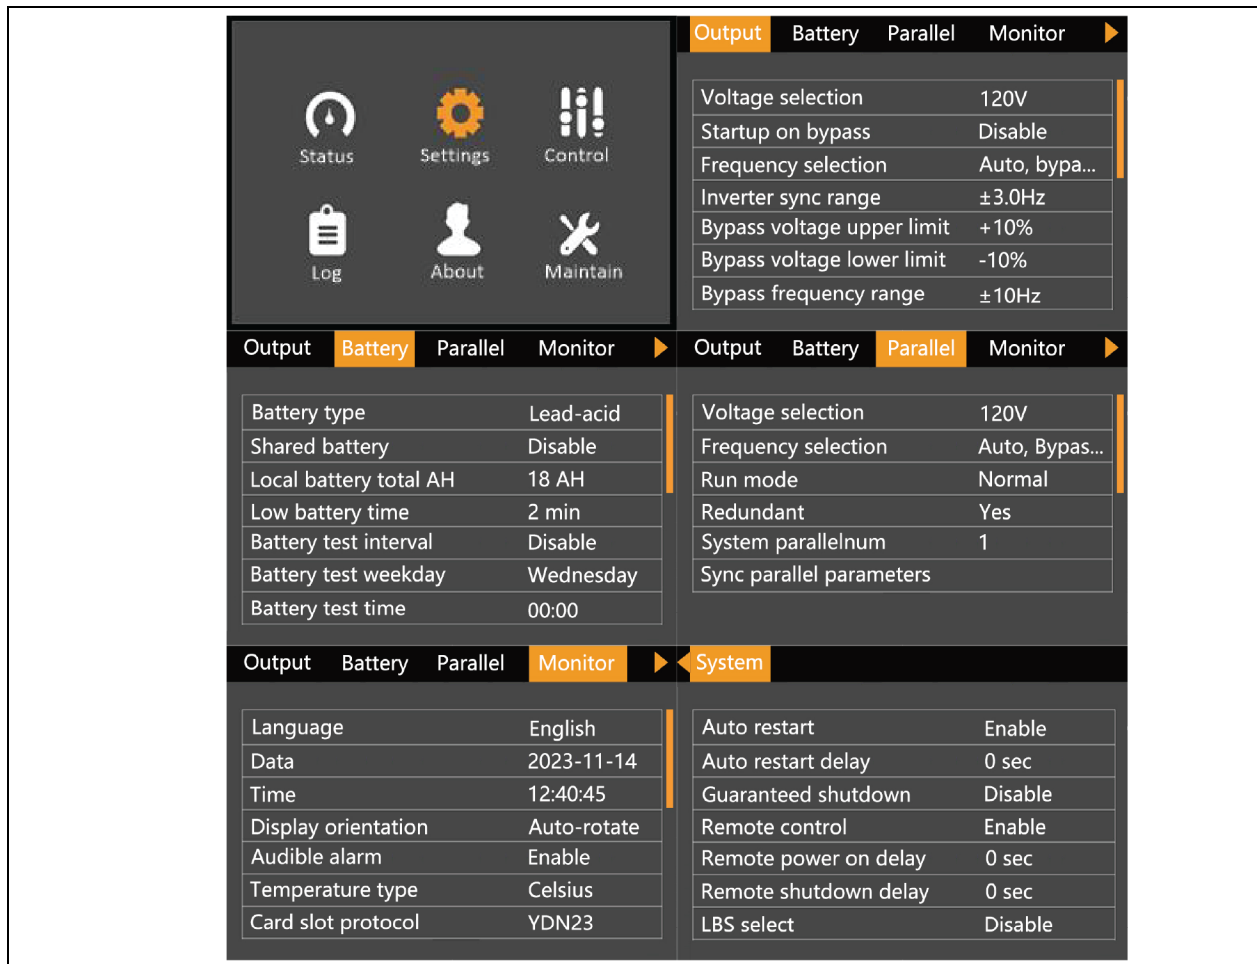 Status Settings Control
Log About Maintain
Output Battery Parallel Monitor
Voltage selection 120V
Startup on bypass Disable
Frequency selection Auto, bypa...
Inverter sync range ±3.0Hz
Bypass voltage upper limit +10%
Bypass voltage lower limit -10%
Bypass frequency range ±10Hz
Output Battery Parallel Monitor
Battery type Lead-acid
Shared battery Disable
Local battery total AH 18 AH
Low battery time 2 min
Battery test interval Disable
Battery test weekday Wednesday
Battery test time 00:00
Output Battery Parallel Monitor
Voltage selection 120V
Frequency selection Auto, Bypas...
Run mode Normal
Redundant Yes
System parallelnum 1
Sync parallel parameters
Output Battery Parallel Monitor
Language English
Data 2023-11-14
Time 12:40:45
Display orientation Auto-rotate
Audible alarm Enable
Temperature type Celsius
Card slot protocol YDN23
System
Auto restart Enable
Auto restart delay 0 sec
Guaranteed shutdown Disable
Remote control Enable
Remote power on delay 0 sec
Remote shutdown delay 0 sec
LBS select Disable